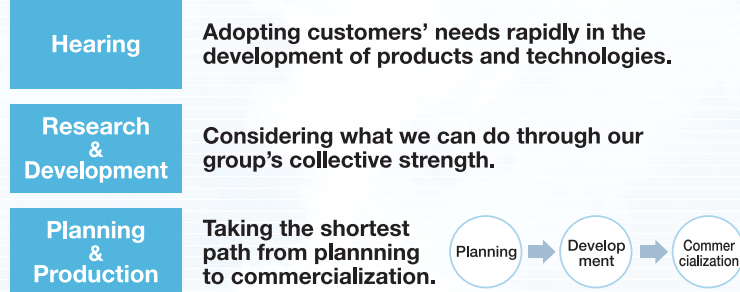 Hearing
Adopting customers’ needs rapidly in the
development of products and technologies.
Research
&
Development
Considering what we can do through our
group’s collective strength.
Planning
&
Production
Taking the shortest
path from plannning
to commercialization.
Planning
Develop
ment
Commer
cialization